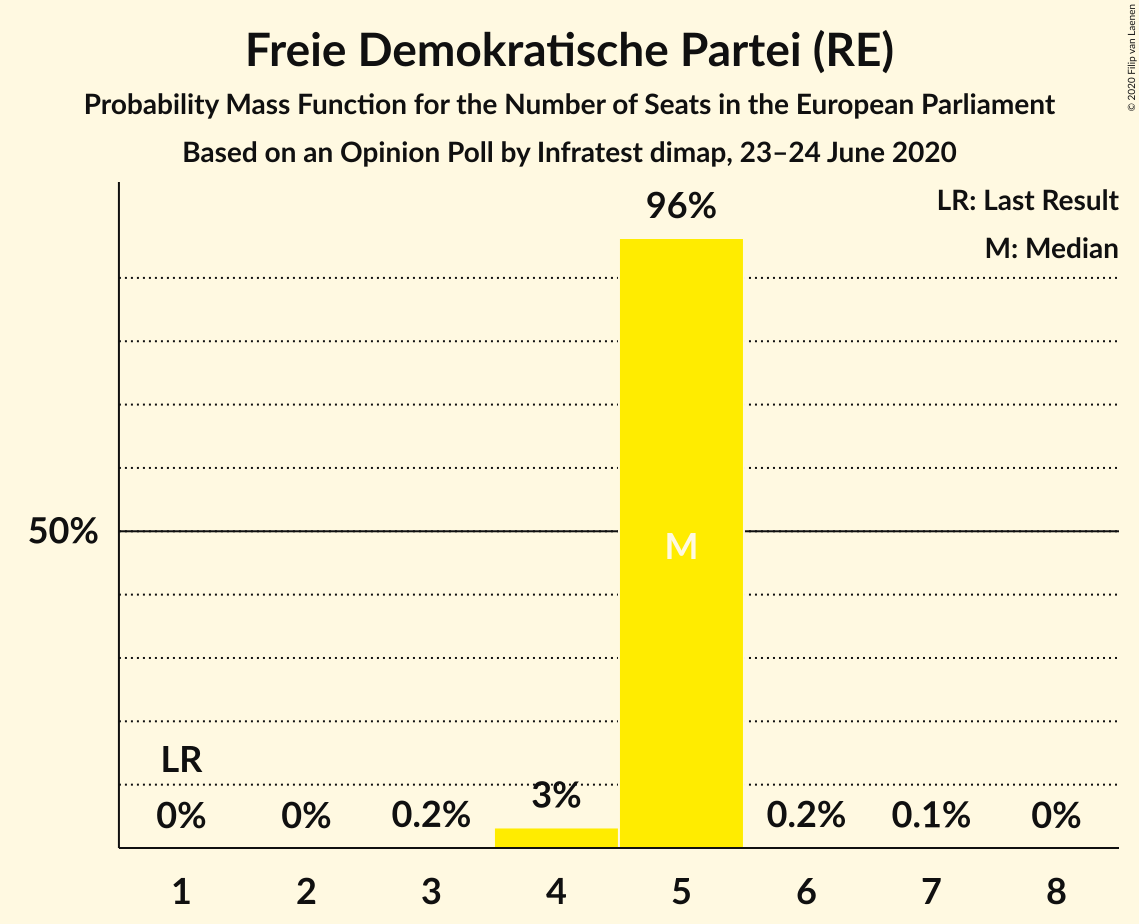 Freie Demokratische Partei (RE)
Probability Mass Function for the Number of Seats in the European Parliament
Based on an Opinion Poll by Infratest dimap, 23–24 June 2020
© 2020 Filip van Laenen
LR: Last Result
M: Median
96%
50%
M
LR
0%
0%
0.2%
3%
0.2%
0.1%
0%
1
2
3
4
5
6
7
8